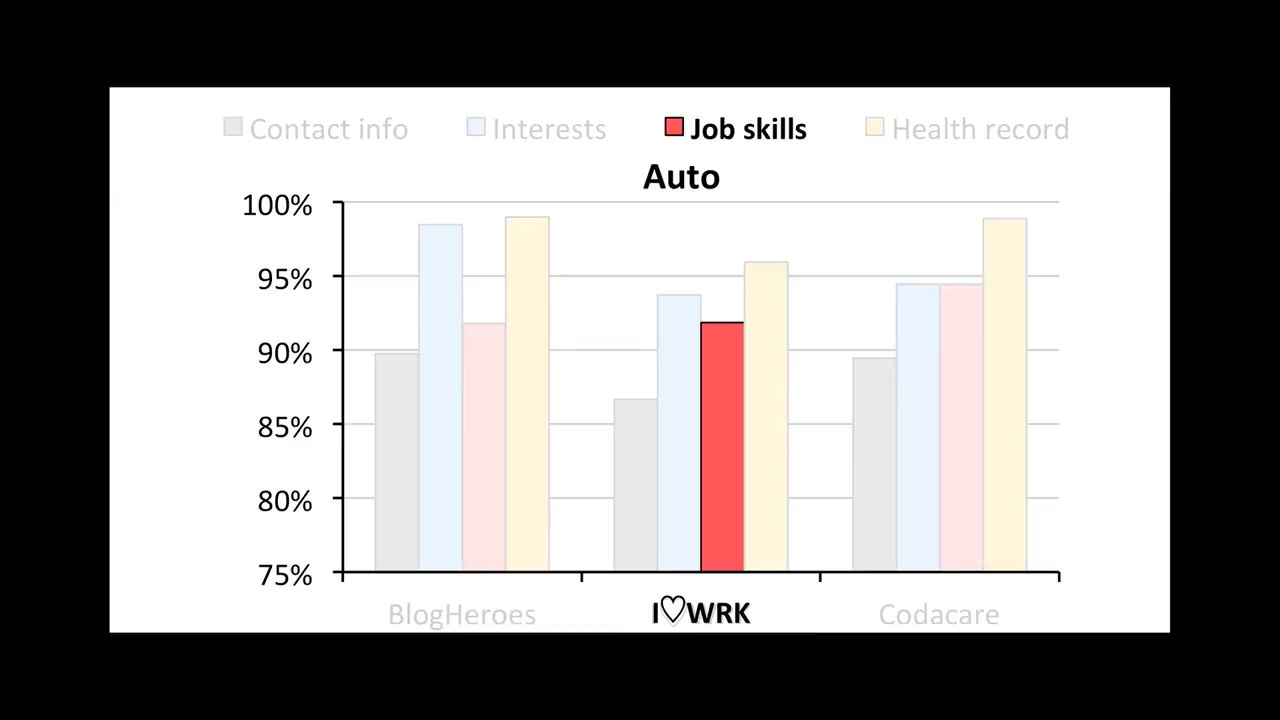 Contact info Interests Job skills Health record
Auto
100%
95%
90%
85%
80%
75%
BlogHeroes I♡WRK Codacare